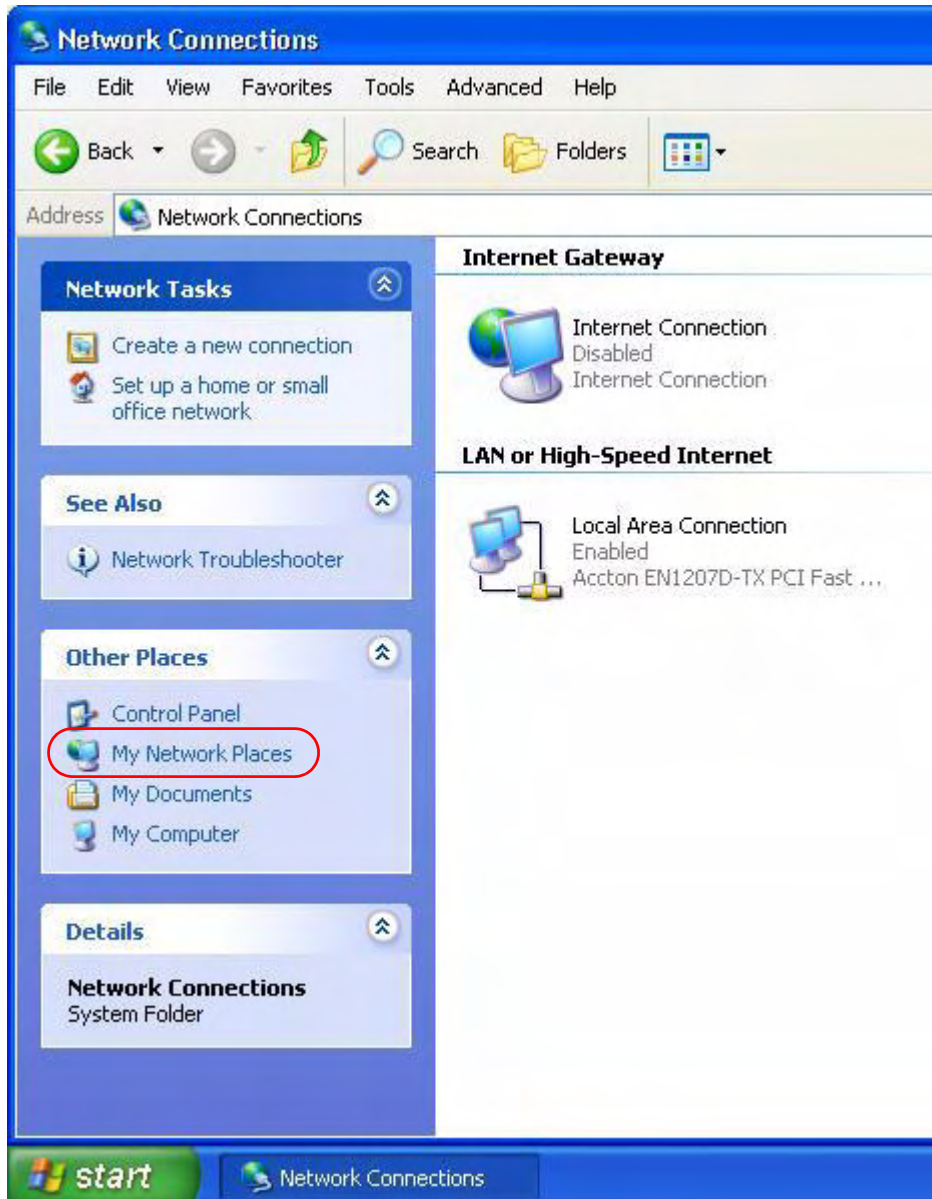 Network Connections
File Edit View Favorites Tools Advanced Help
Back Search Folders
Address Network Connections
Network Tasks
Create a new connection
Set up a home or small
office network
See Also
Network Troubleshooter
Other Places
Control Panel
My Network Places
My Documents
My Computer
Details
Network Connections
System Folder
Internet Gateway
Internet Connection
Disabled
Internet Connection
LAN or High-Speed Internet
Local Area Connection
Enabled
Accton EN1207D-TX PCI Fast ...
start Network Connections